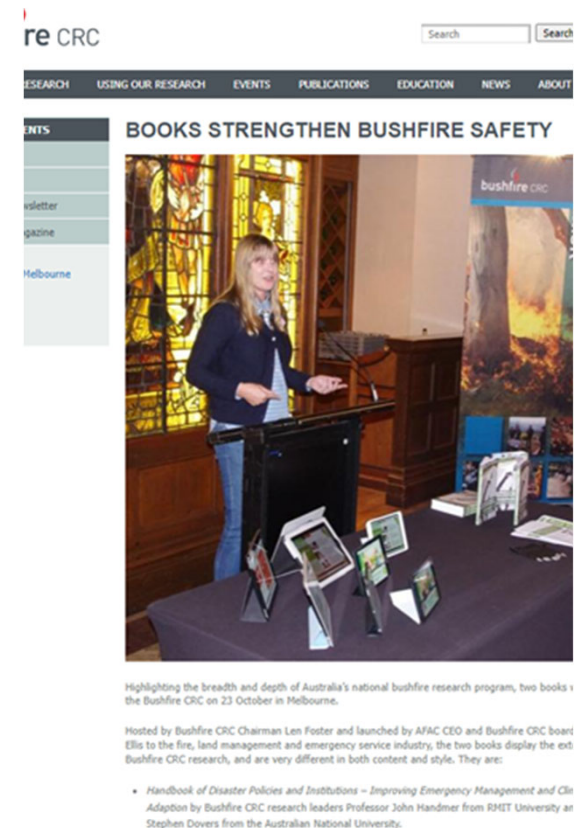 re CRC
Search
Search
ESEARCH USING OUR RESEARCH EVENTS PUBLICATIONS EDUCATION NEWS ABOUT
ENTS
BOOKS STRENGTHEN BUSHFIRE SAFETY
bushfire CRC
wsletter
gazine
Melbourne
Highlighting the breadth and depth of Australia's national bushfire research program, two books w
the Bushfire CRC on 23 October in Melbourne.
Hosted by Bushfire CRC Chairman Len Foster and launched by AFAC CEO and Bushfire CRC board
Ellis to the fire, land management and emergency service industry, the two books display the ext
Bushfire CRC research, and are very different in both content and style. They are:
• Handbook of Disaster Policies and Institutions – Improving Emergency Management and Clim
Adaption by Bushfire CRC research leaders Professor John Handmer from RMIT University an
Stephen Dovers from the Australian National University.